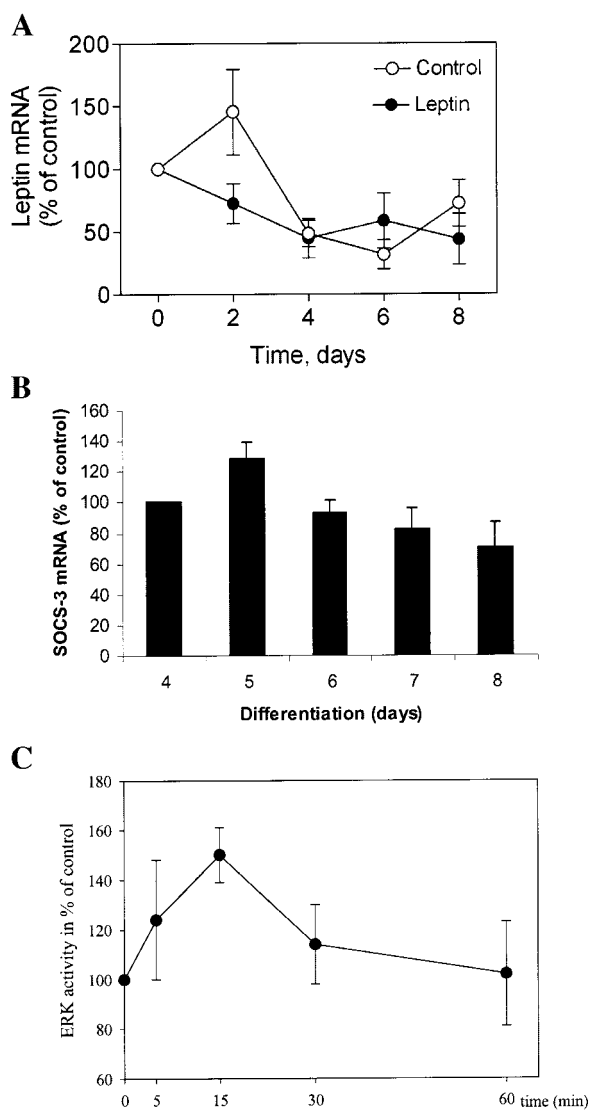 A
Leptin mRNA
(% of control)
200
150
100
50
0
Control
Leptin
0 2 4 6 8
Time, days
B
SOCS-3 mRNA (% of control)
160
140
120
100
80
60
40
20
0
4 5 6 7 8
Differentiation (days)
C
ERK activity in % of control
180
160
140
120
100
80
60
0 5 15 30 60 time (min)